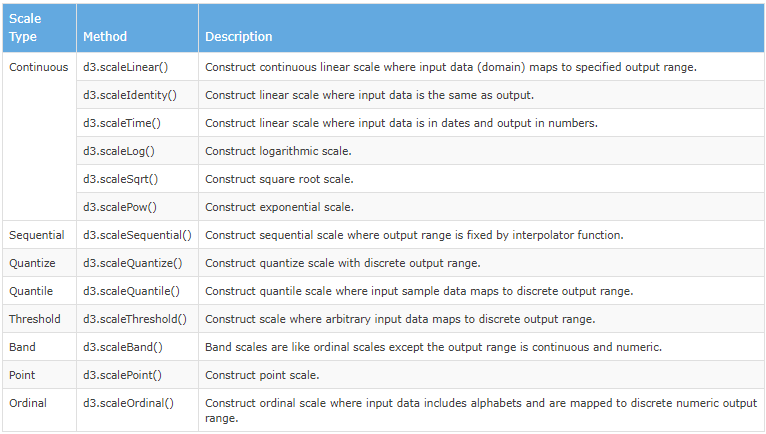 Scale
Type Method Description
Continuous d3.scaleLinear() Construct continuous linear scale where input data (domain) maps to specified output range.
d3.scaleIdentity() Construct linear scale where input data is the same as output.
d3.scaleTime() Construct linear scale where input data is in dates and output in numbers.
d3.scaleLog() Construct logarithmic scale.
d3.scaleSqrt() Construct square root scale.
d3.scalePow() Construct exponential scale.
Sequential d3.scaleSequential() Construct sequential scale where output range is fixed by interpolator function.
Quantize d3.scaleQuantize() Construct quantize scale with discrete output range.
Quantile d3.scaleQuantile() Construct quantile scale where input sample data maps to discrete output range.
Threshold d3.scaleThreshold() Construct scale where arbitrary input data maps to discrete output range.
Band d3.scaleBand() Band scales are like ordinal scales except the output range is continuous and numeric.
Point d3.scalePoint() Construct point scale.
Ordinal d3.scaleOrdinal() Construct ordinal scale where input data includes alphabets and are mapped to discrete numeric output
range.